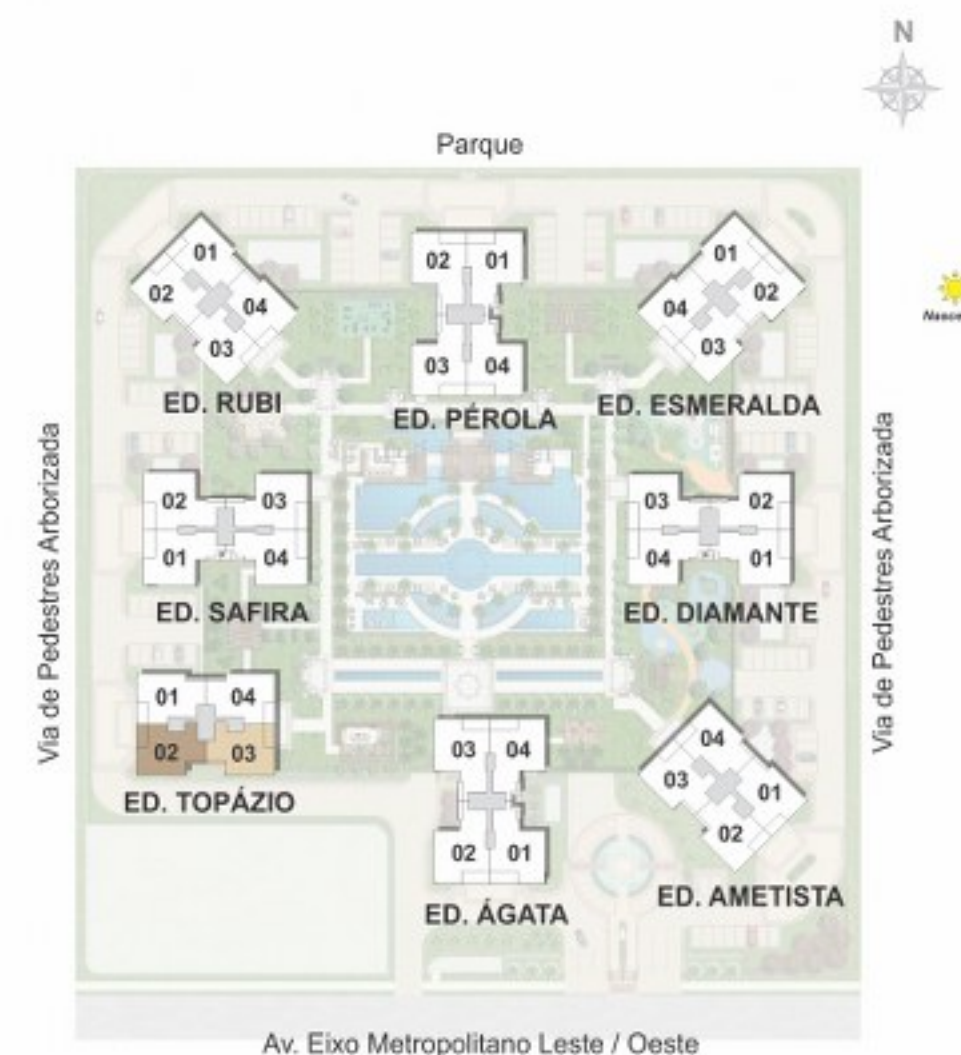 N
Parque
01
02
04
03
ED. RUBI
02 01
03 04
ED. PÉROLA
01
04 02
03
ED. ESMERALDA
Via de Pedestres Arborizada
02 03
01 04
ED. SAFIRA
03 02
04 01
ED. DIAMANTE
Via de Pedestres Arborizada
01 04
02 03
ED. TOPÁZIO
03 04
02 01
ED. ÁGATA
04
03 01
02
ED. AMETISTA
Av. Eixo Metropolitano Leste / Oeste